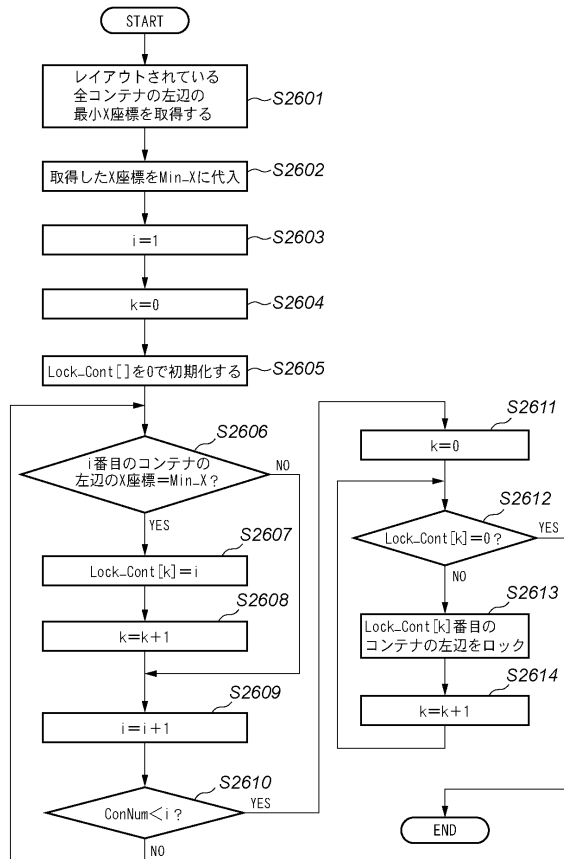 START
レイアウトされている
全コンテナの左辺の
最小X座標を取得する
S2601
取得したX座標をMin_Xに代入
S2602
i=1
S2603
k=0
S2604
Lock_Cont[]を0で初期化する
S2605
S2606
i番目のコンテナの
左辺のX座標=Min_X?
NO
YES
S2607
Lock_Cont[k]=i
S2608
k=k+1
S2609
i=i+1
S2610
ConNum<i?
YES
NO
S2611
k=0
S2612
Lock_Cont[k]=0?
YES
NO
S2613
Lock_Cont[k]番目の
コンテナの左辺をロック
S2614
k=k+1
END